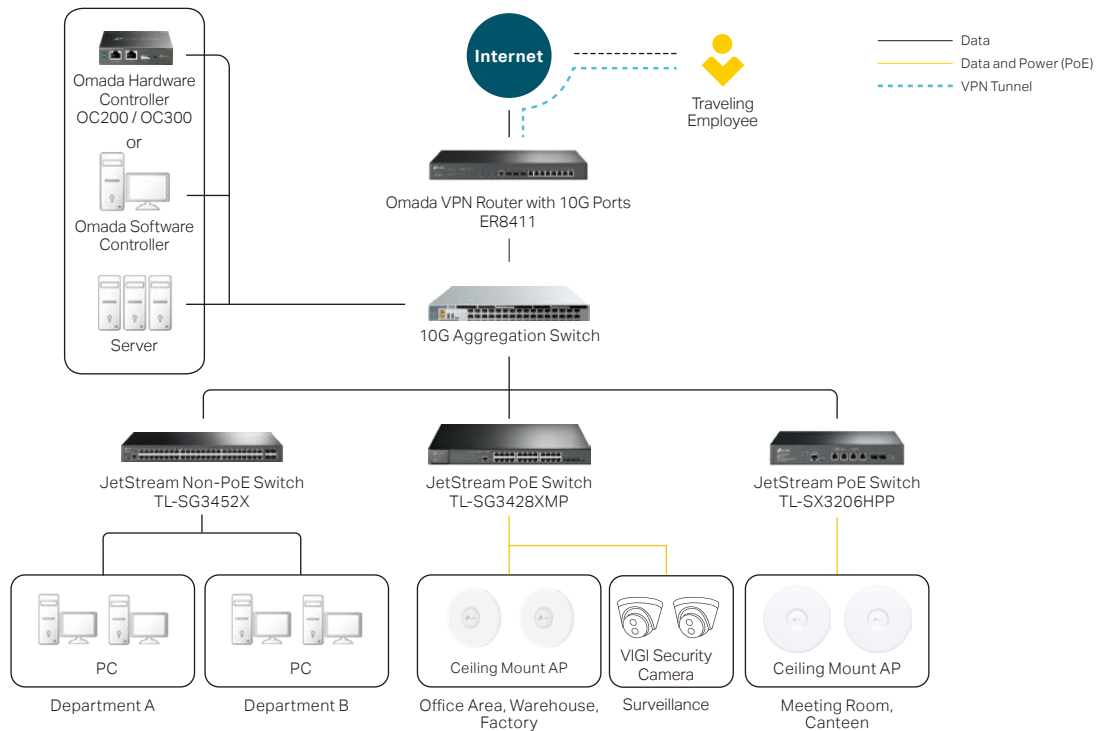 Omada Hardware
Controller
OC200 / OC300
or
Omada Software
Controller
Server
Internet
Traveling
Employee
Data
Data and Power (PoE)
VPN Tunnel
Omada VPN Router with 10G Ports
ER8411
10G Aggregation Switch
JetStream Non-PoE Switch
TL-SG3452X
JetStream PoE Switch
TL-SG3428XMP
JetStream PoE Switch
TL-SX3206HPP
PC
PC
Ceiling Mount AP
VIGI Security
Camera
Ceiling Mount AP
Department A
Department B
Office Area, Warehouse,
Factory
Surveillance
Meeting Room,
Canteen